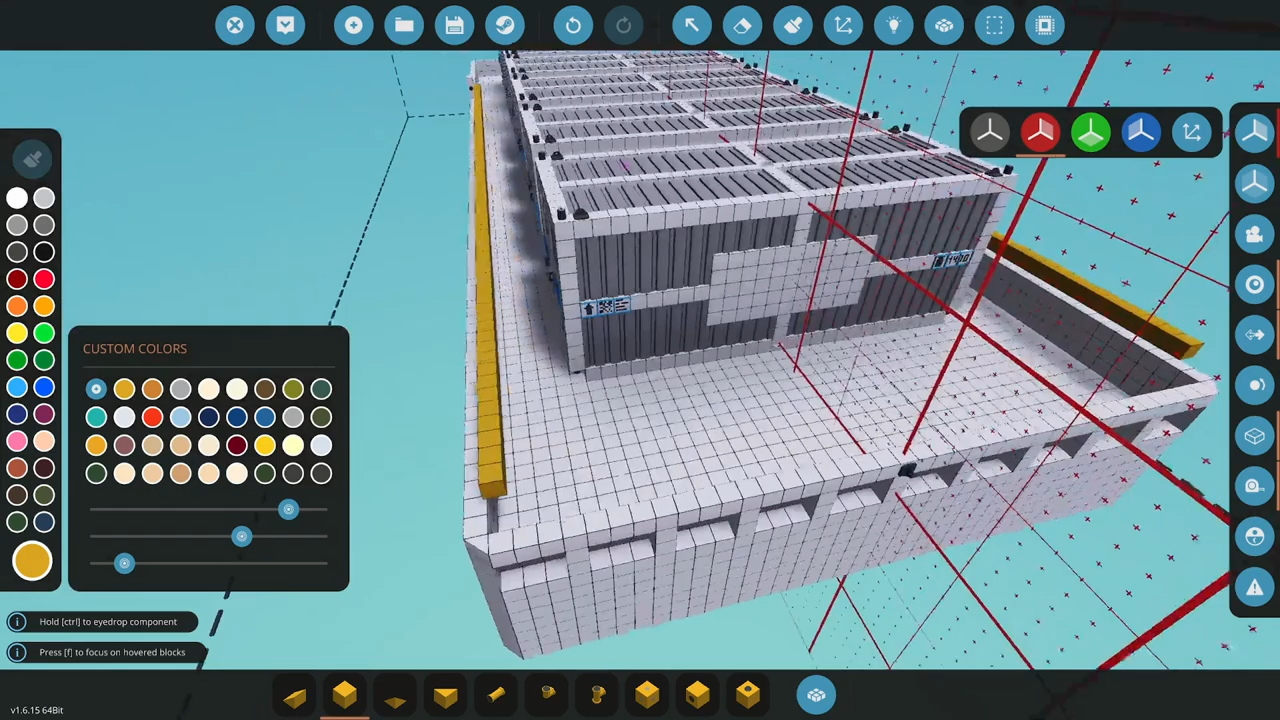 CUSTOM COLORS
Hold [ctrl] to eyedrop component
Press [f] to focus on hovered blocks
v1.6.15 64Bit